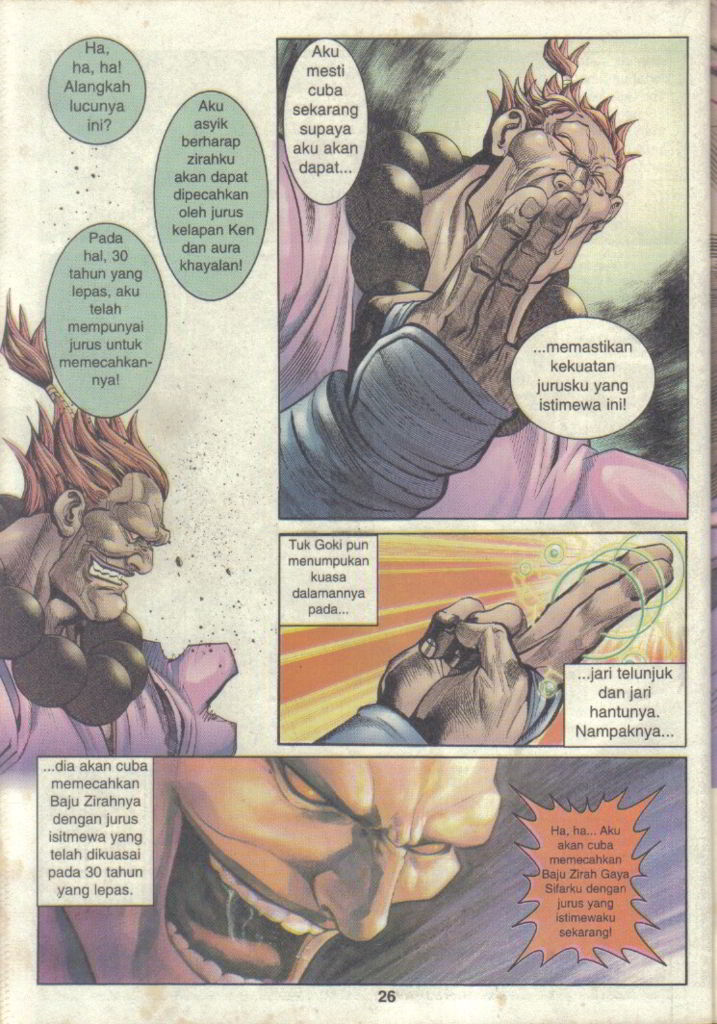 Ha,
ha, ha!
Alangkah
lucunya
ini?
Aku
asyik
berharap
zirahku
akan dapat
dipecahkan
oleh jurus
kelapan Ken
dan aura
khayalan!
Pada
hal, 30
tahun yang
lepas, aku
telah
mempunyai
jurus untuk
memecahkan-
nya!
Aku
mesti
cuba
sekarang
supaya
aku akan
dapat...
...memastikan
kekuatan
jurusku yang
istimewa ini!
Tuk Goki pun
menumpukan
kuasa
dalamannya
pada...
...jari telunjuk
dan jari
hantunya.
Nampaknya...
...dia akan cuba
memecahkan
Baju Zirahnya
dengan jurus
isitmewa yang
telah dikuasai
pada 30 tahun
yang lepas.
Ha, ha... Aku
akan cuba
memecahkan
Baju Zirah Gaya
Sifarku dengan
jurus yang
istimewaku
sekarang!
26